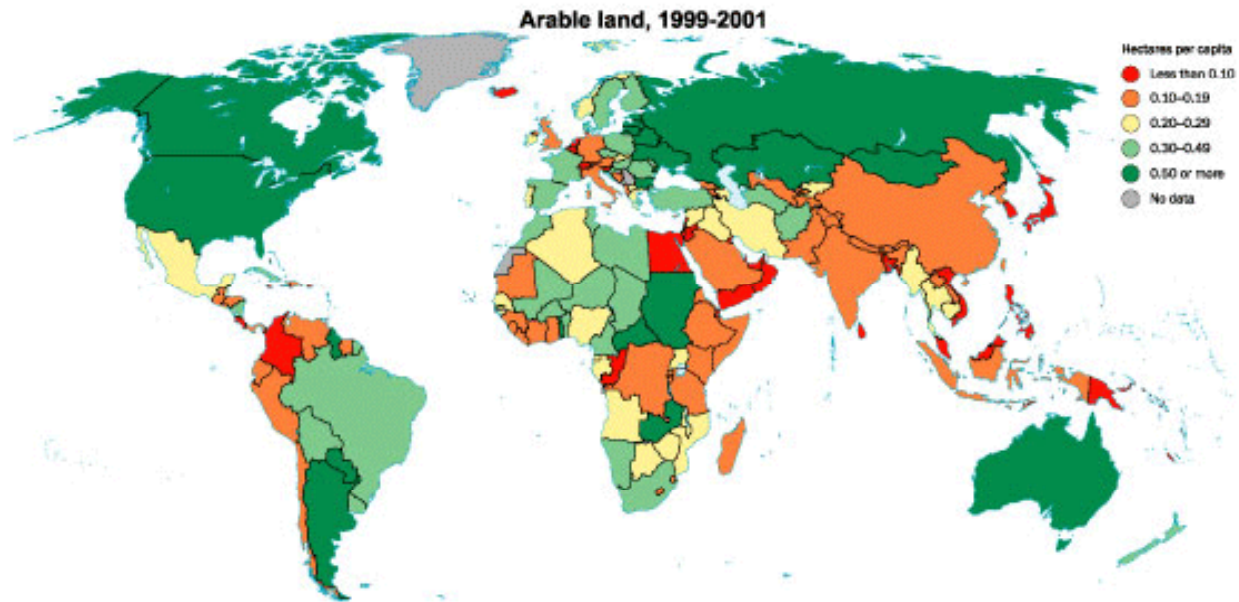 Arable land, 1999-2001
Hectares per capita
Less than 0.10
0.10–0.19
0.20–0.29
0.30–0.49
0.50 or more
No data